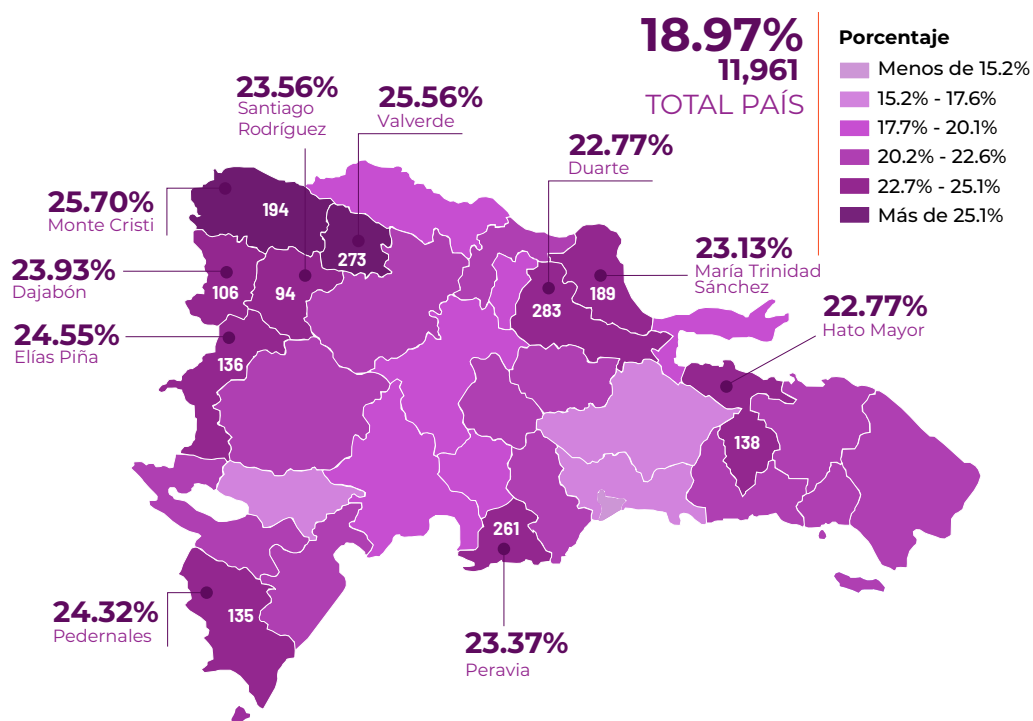 18.97%
11,961
TOTAL PAÍS
Porcentaje
Menos de 15.2%
15.2% - 17.6%
17.7% - 20.1%
20.2% - 22.6%
22.7% - 25.1%
Más de 25.1%
23.56%
Santiago
Rodríguez
25.56%
Valverde
22.77%
Duarte
25.70%
Monte Cristi
194
273
23.13%
María Trinidad
Sánchez
23.93%
Dajabón
106
94
283
189
22.77%
Hato Mayor
24.55%
Elías Piña
136
138
261
24.32%
Pedernales
135
23.37%
Peravia